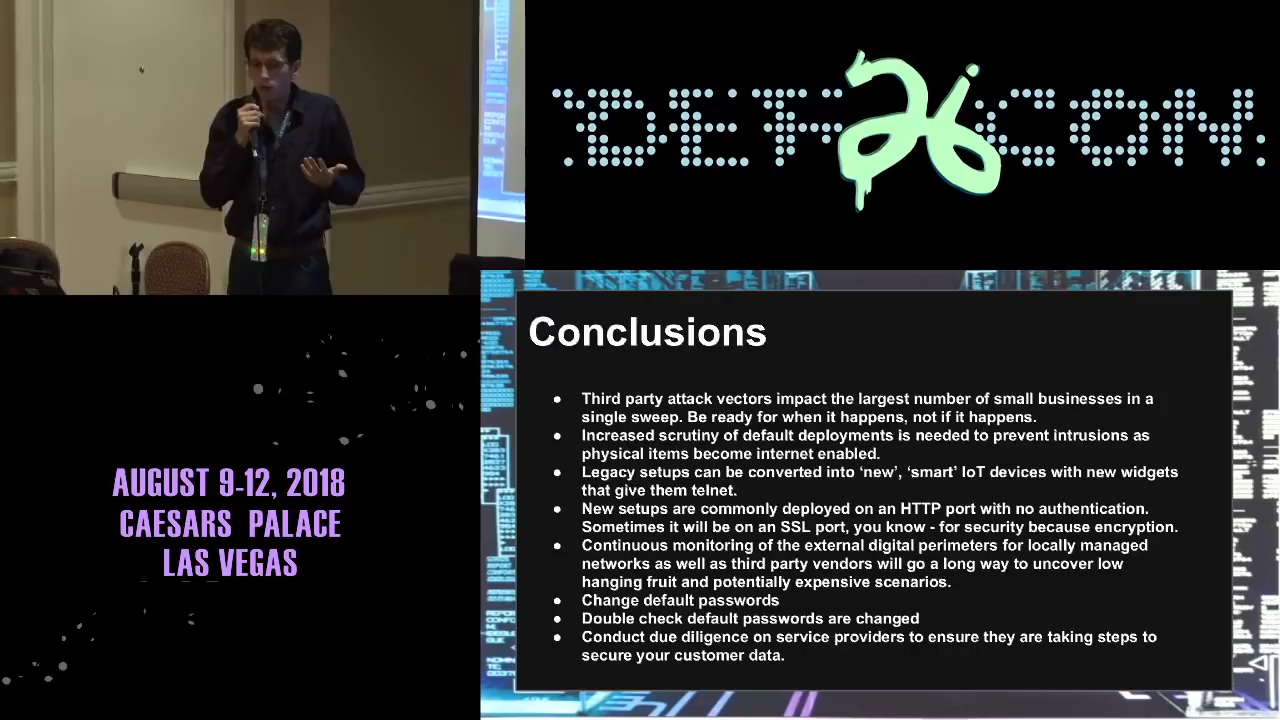 DEF 26 CON
Conclusions
● Third party attack vectors impact the largest number of small businesses in a
single swoop. Be ready for when it happens, not if it happens.
● Increased scrutiny of default deployments is needed to prevent intrusions as
physical items become internet enabled.
● Legacy setups can be converted into ‘new’, ‘smart’ IoT devices with new widgets
that give it an telnet.
● New setups are commonly deployed on an HTTP port with no authentication.
Sometimes it will be on an SSL port, you know - for security because encryption.
● Continuous monitoring of the external digital perimeters for locally managed
networks as well as third party vendors will go a long way to uncover low
hanging fruit and potentially expensive scenarios.
● Change default passwords
● Double check default passwords are changed
● Conduct due diligence on service providers to ensure they are taking steps to
secure your customer data.
AUGUST 9-12, 2018
CAESARS PALACE
LAS VEGAS